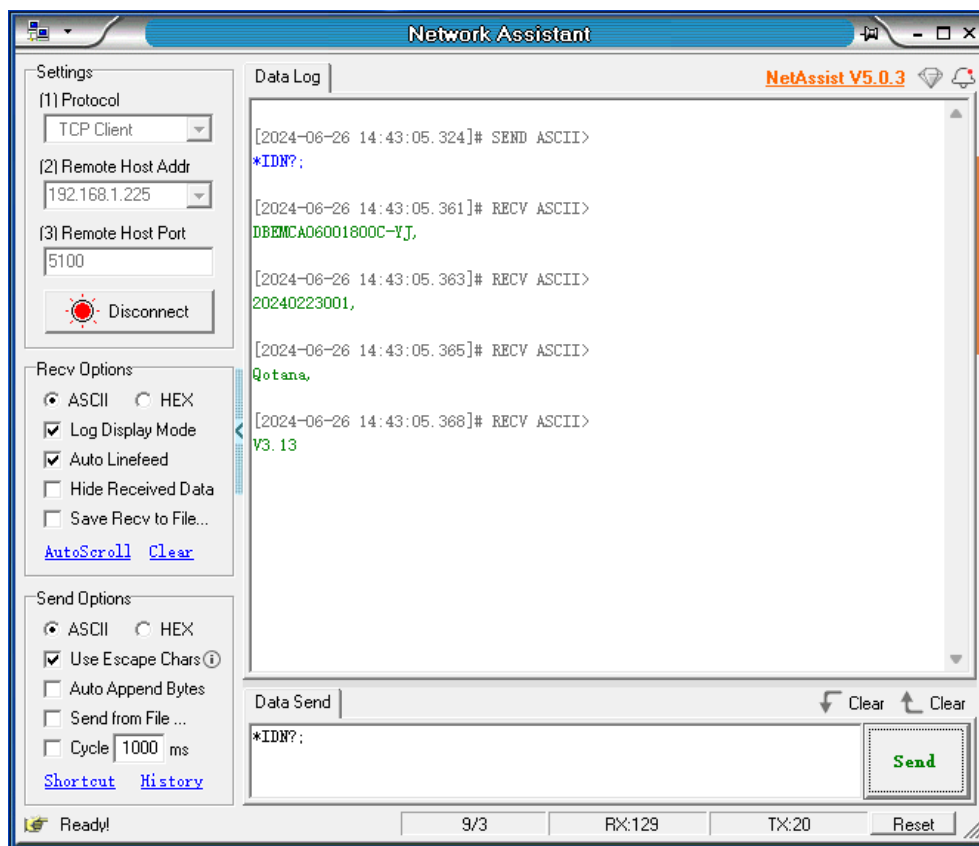 Network Assistant
Settings
(1) Protocol
TCP Client
(2) Remote Host Addr
192.168.1.225
(3) Remote Host Port
5100
Disconnect
Recv Options
ASCII HEX
Log Display Mode
Auto Linefeed
Hide Received Data
Save Recv to File...
AutoScroll Clear
Send Options
ASCII HEX
Use Escape Chars
Auto Append Bytes
Send from File ...
Cycle 1000 ms
Shortcut History
Data Log NetAssist V5.0.3
[2024-06-26 14:43:05.324]# SEND ASCII>
*IDN?;
[2024-06-26 14:43:05.361]# RECV ASCII>
DBEMCA06001800C-YJ,
[2024-06-26 14:43:05.363]# RECV ASCII>
20240223001,
[2024-06-26 14:43:05.365]# RECV ASCII>
Qotana,
[2024-06-26 14:43:05.368]# RECV ASCII>
V3.13
Data Send Clear Clear
*IDN?;
Send
Ready! 9/3 RX:129 TX:20 Reset